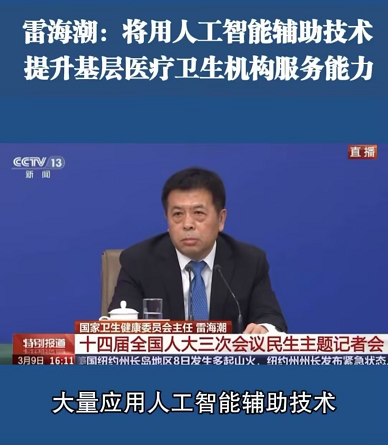 雷海潮：将用人工智能辅助技术
提升基层医疗卫生机构服务能力
CCTV 13
新闻
直播
国家卫生健康委员会主任 雷海潮
特别报道
十四届全国人大三次会议民生主题记者会
3月9日 16:11
国纽约州长岛地区8日发生多起山火，纽约州州长发布紧急状态，
大量应用人工智能辅助技术